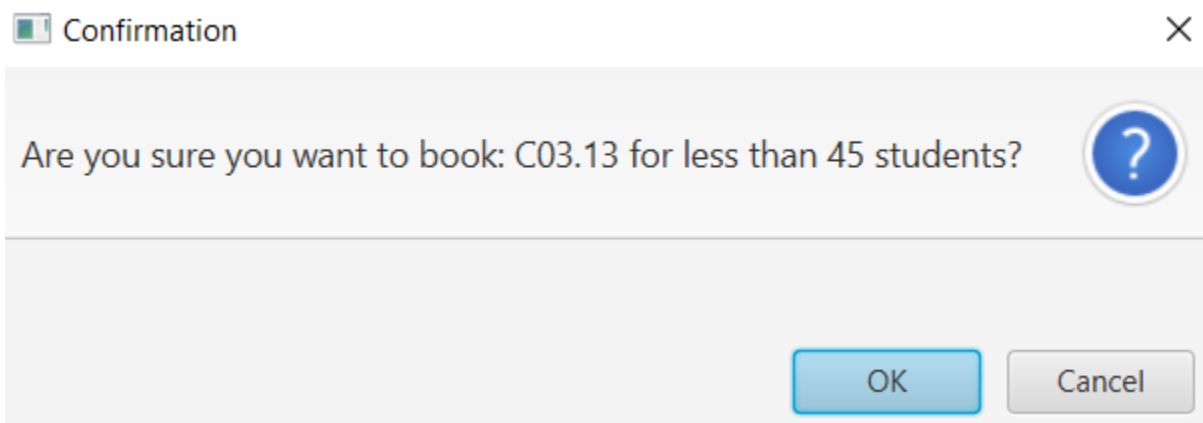 Confirmation
Are you sure you want to book: C03.13 for less than 45 students?
?
OK
Cancel